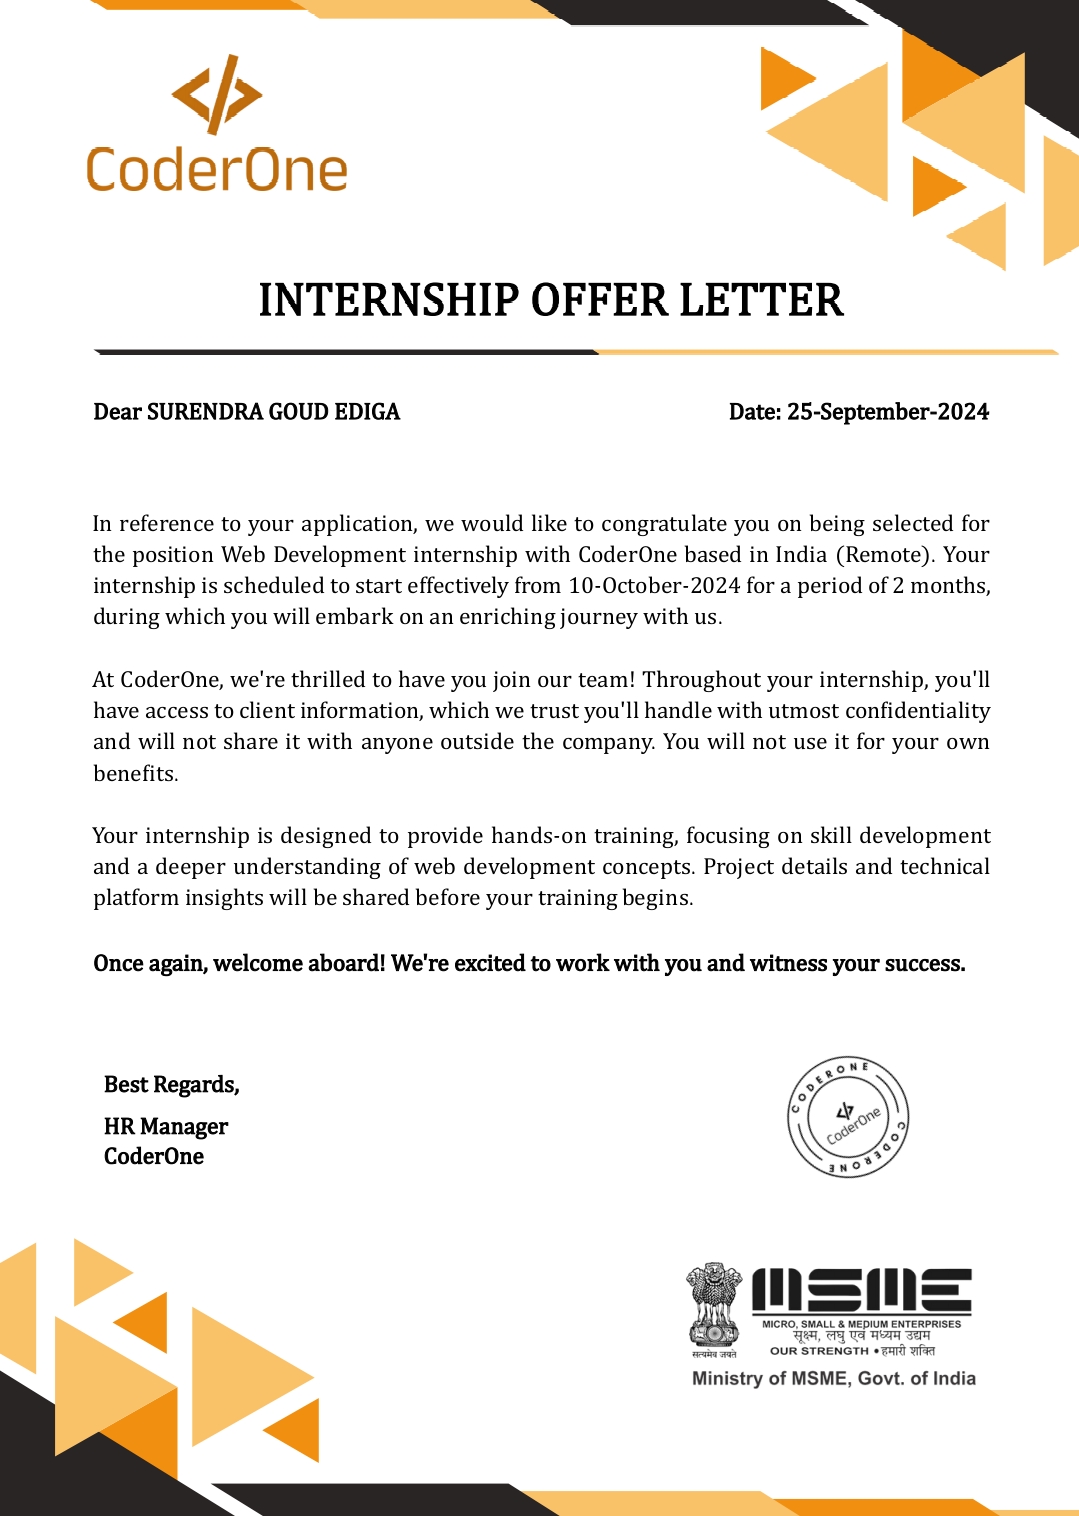 CoderOne
INTERNSHIP OFFER LETTER
Dear SURENDRA GOUD EDIGA
Date: 25-September-2024
In reference to your application, we would like to congratulate you on being selected for
the position Web Development internship with CoderOne based in India (Remote). Your
internship is scheduled to start effectively from 10-October-2024 for a period of 2 months,
during which you will embark on an enriching journey with us.
At CoderOne, we're thrilled to have you join our team! Throughout your internship, you'll
have access to client information, which we trust you'll handle with utmost confidentiality
and will not share it with anyone outside the company. You will not use it for your own
benefits.
Your internship is designed to provide hands-on training, focusing on skill development
and a deeper understanding of web development concepts. Project details and technical
platform insights will be shared before your training begins.
Once again, welcome aboard! We're excited to work with you and witness your success.
Best Regards,
HR Manager
CoderOne
CODERONE
CoderOne
CODERONE
MSME
MICRO, SMALL & MEDIUM ENTERPRISES
सूक्ष्म, लघु एवं मध्यम उद्यम
OUR STRENGTH • हमारी शक्ति
सत्यमेव जयते
Ministry of MSME, Govt. of India